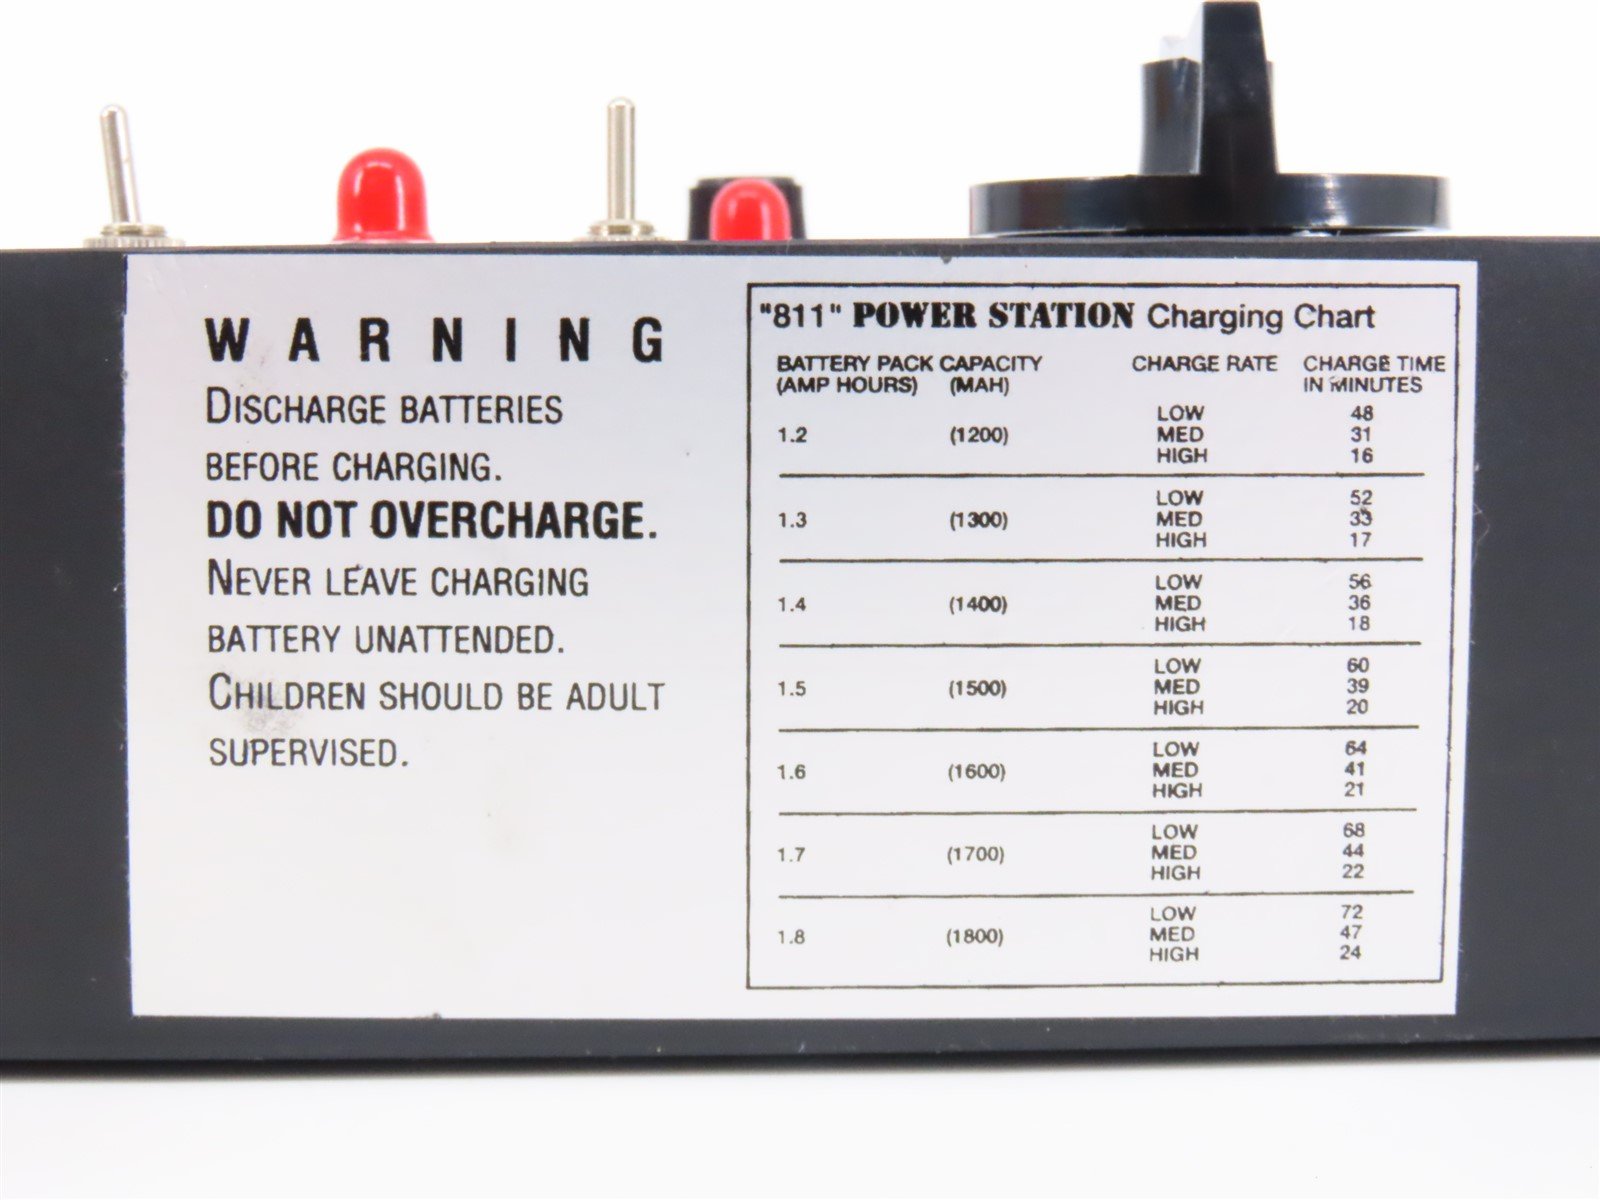 WARNING
DISCHARGE BATTERIES
BEFORE CHARGING.
DO NOT OVERCHARGE.
NEVER LEAVE CHARGING
BATTERY UNATTENDED.
CHILDREN SHOULD BE ADULT
SUPERVISED.
"811" POWER STATION Charging Chart
BATTERY PACK CAPACITY CHARGE RATE CHARGE TIME
(AMP HOURS) (MAH) IN MINUTES
LOW 48
1.2 (1200) MED 31
HIGH 16
LOW 52
1.3 (1300) MED 33
HIGH 17
LOW 56
1.4 (1400) MED 36
HIGH 18
LOW 60
1.5 (1500) MED 39
HIGH 20
LOW 64
1.6 (1600) MED 41
HIGH 21
LOW 68
1.7 (1700) MED 44
HIGH 22
LOW 72
1.8 (1800) MED 47
HIGH 24